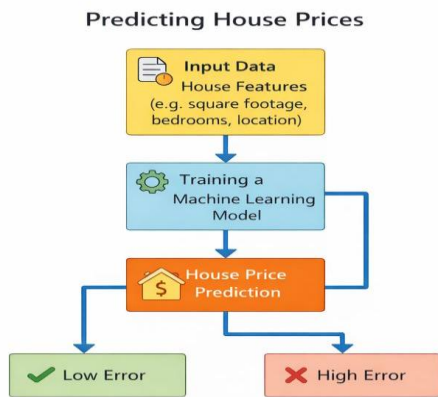 Predicting House Prices
Input Data
House Features
(e.g. square footage,
bedrooms, location)
Training a
Machine Learning
Model
$
House Price
Prediction
Low Error
High Error